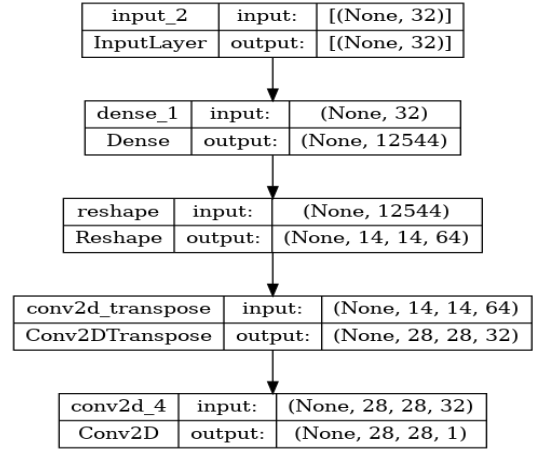 input_2 input: [(None, 32)]
InputLayer output: [(None, 32)]
dense_1 input: (None, 32)
Dense output: (None, 12544)
reshape input: (None, 12544)
Reshape output: (None, 14, 14, 64)
conv2d_transpose input: (None, 14, 14, 64)
Conv2DTranspose output: (None, 28, 28, 32)
conv2d_4 input: (None, 28, 28, 32)
Conv2D output: (None, 28, 28, 1)